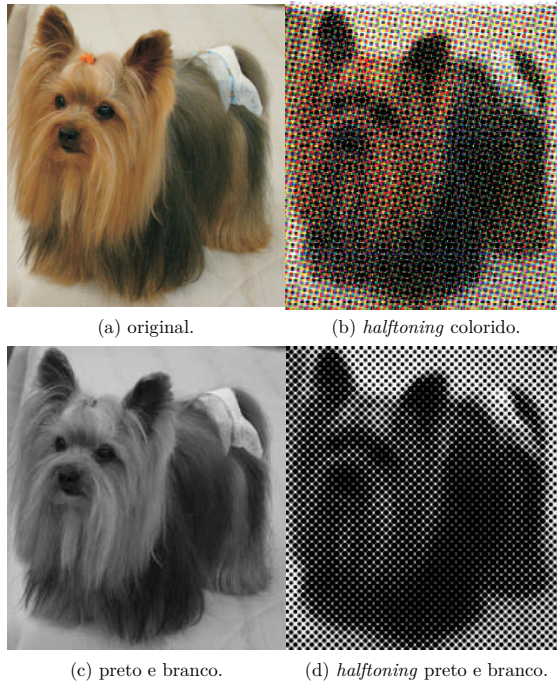 (a) original.
(b) halftoning colorido.
(c) preto e branco.
(d) halftoning preto e branco.